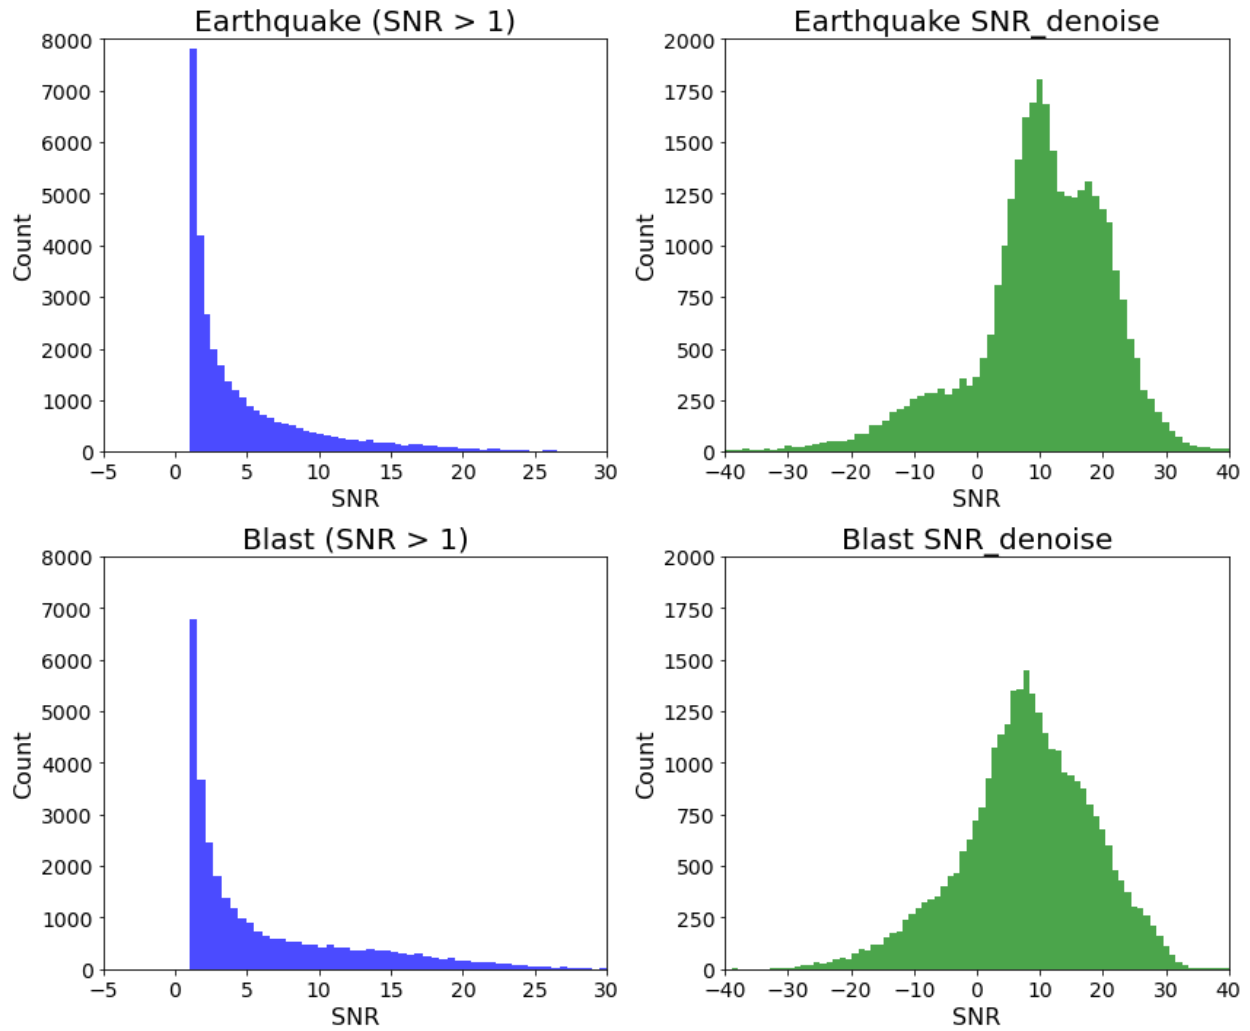 Earthquake (SNR > 1)
8000
7000
6000
5000
4000
3000
2000
1000
0
Count
−5 0 5 10 15 20 25 30
SNR
Earthquake SNR_denoise
2000
1750
1500
1250
1000
750
500
250
0
Count
−40 −30 −20 −10 0 10 20 30 40
SNR
Blast (SNR > 1)
8000
7000
6000
5000
4000
3000
2000
1000
0
Count
−5 0 5 10 15 20 25 30
SNR
Blast SNR_denoise
2000
1750
1500
1250
1000
750
500
250
0
Count
−40 −30 −20 −10 0 10 20 30 40
SNR